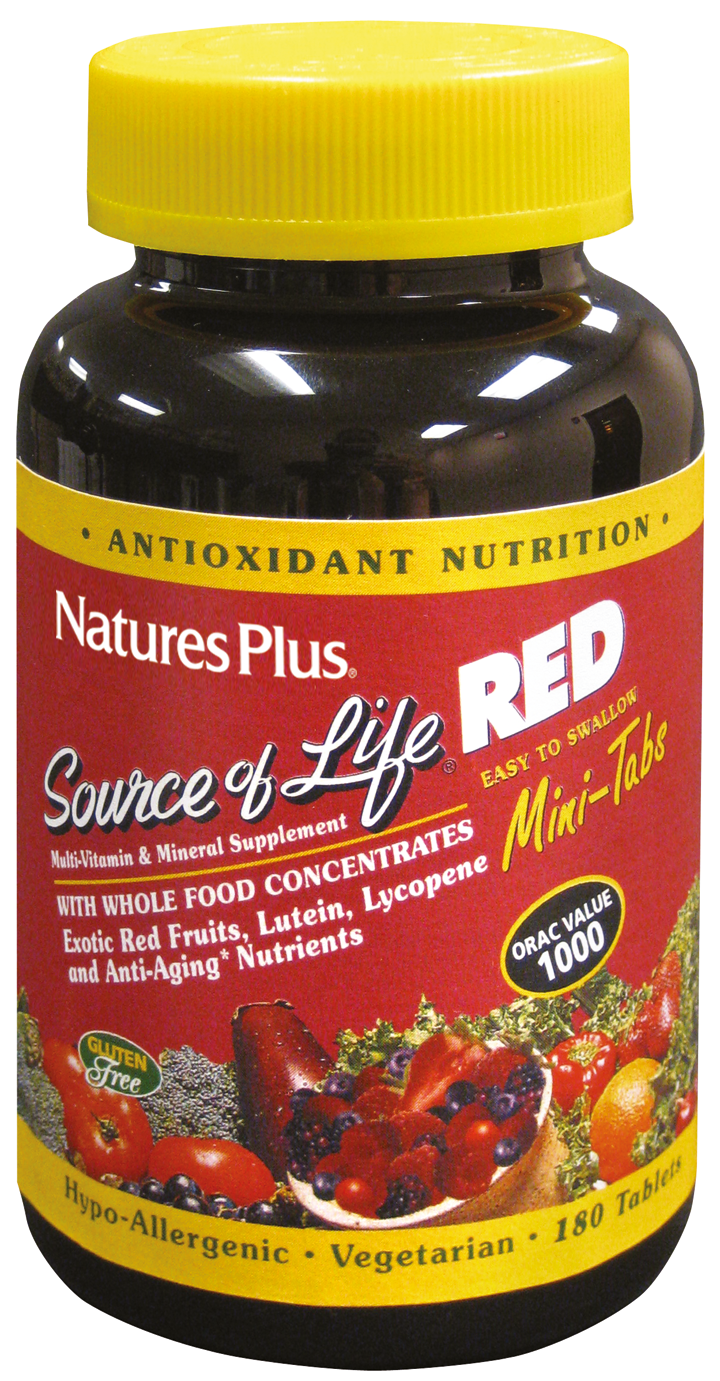 • ANTIOXIDANT NUTRITION •
Natures Plus®
Source of Life® RED
EASY TO SWALLOW
Mini-Tabs
Multi-Vitamin & Mineral Supplement
WITH WHOLE FOOD CONCENTRATES
Exotic Red Fruits, Lutein, Lycopene
and Anti-Aging* Nutrients
ORAC VALUE
1000
GLUTEN
Free
Hypo-Allergenic • Vegetarian • 180 Tablets